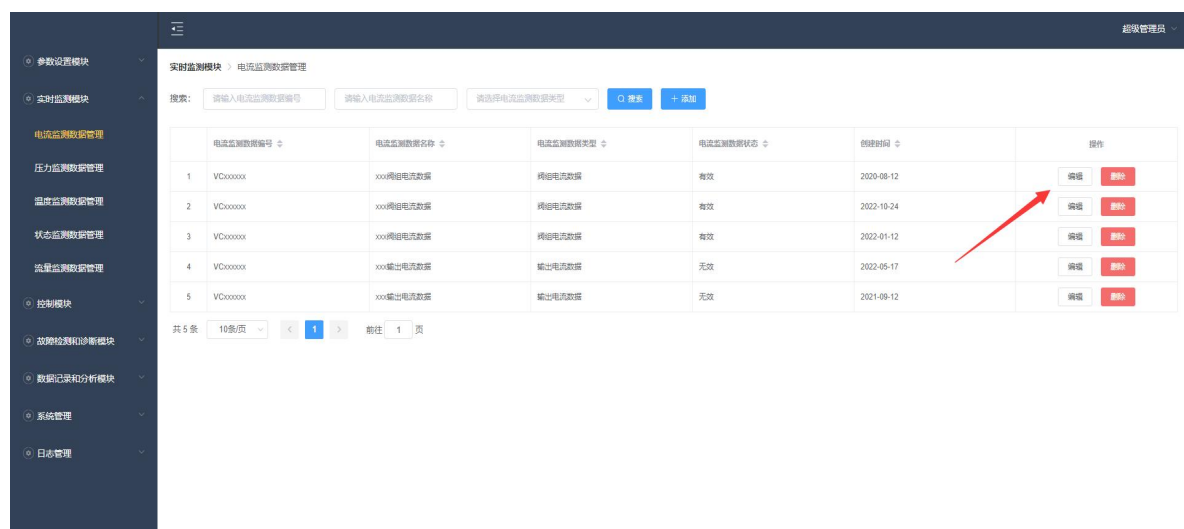 超级管理员
参数设置模块
实时监测模块
电流监测数据管理
压力监测数据管理
温度监测数据管理
状态监测数据管理
流量监测数据管理
控制模块
故障检测和诊断模块
数据记录和分析模块
系统管理
日志管理
实时监测模块 > 电流监测数据管理
搜索: 请输入电流监测数据编号 请输入电流监测数据名称 请选择电流监测数据类型 搜索 + 添加
电流监测数据编号 电流监测数据名称 电流监测数据类型 电流监测数据状态 创建时间 操作
1 VCxxxxxx xxx阀组电流数据 阀组电流数据 有效 2020-08-12 编辑 删除
2 VCxxxxxx xxx阀组电流数据 阀组电流数据 有效 2022-10-24 编辑 删除
3 VCxxxxxx xxx阀组电流数据 阀组电流数据 有效 2022-01-12 编辑 删除
4 VCxxxxxx xxx输出电流数据 输出电流数据 无效 2022-05-17 编辑 删除
5 VCxxxxxx xxx输出电流数据 输出电流数据 无效 2021-09-12 编辑 删除
共 5 条 10条/页 < 1 > 前往 1 页